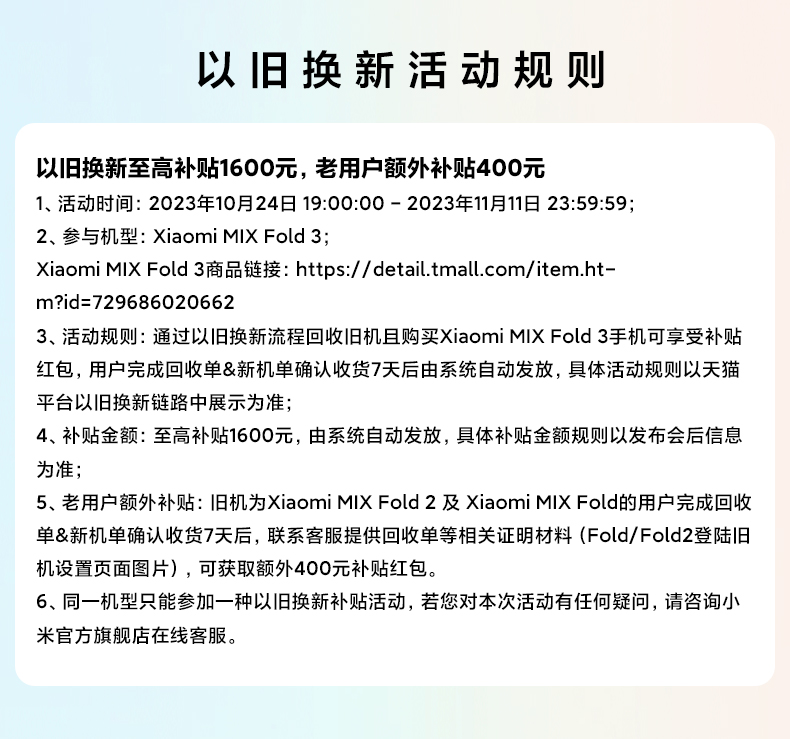 以旧换新活动规则
以旧换新至高补贴1600元，老用户额外补贴400元
1、活动时间：2023年10月24日 19:00:00 – 2023年11月11日 23:59:59；
2、参与机型：Xiaomi MIX Fold 3；
Xiaomi MIX Fold 3商品链接：https://detail.tmall.com/item.ht-
m?id=729686020662
3、活动规则：通过以旧换新流程回收旧机且购买Xiaomi MIX Fold 3手机可享受补贴
红包，用户完成回收单&新机单确认收货7天后由系统自动发放，具体活动规则以天猫
平台以旧换新链路中展示为准；
4、补贴金额：至高补贴1600元，由系统自动发放，具体补贴金额规则以发布会后信息
为准；
5、老用户额外补贴：旧机为Xiaomi MIX Fold 2 及 Xiaomi MIX Fold的用户完成回收
单&新机单确认收货7天后，联系客服提供回收单等相关证明材料（Fold/Fold2登陆旧
机设置页面图片），可获取额外400元补贴红包。
6、同一机型只能参加一种以旧换新补贴活动，若您对本次活动有任何疑问，请咨询小
米官方旗舰店在线客服。